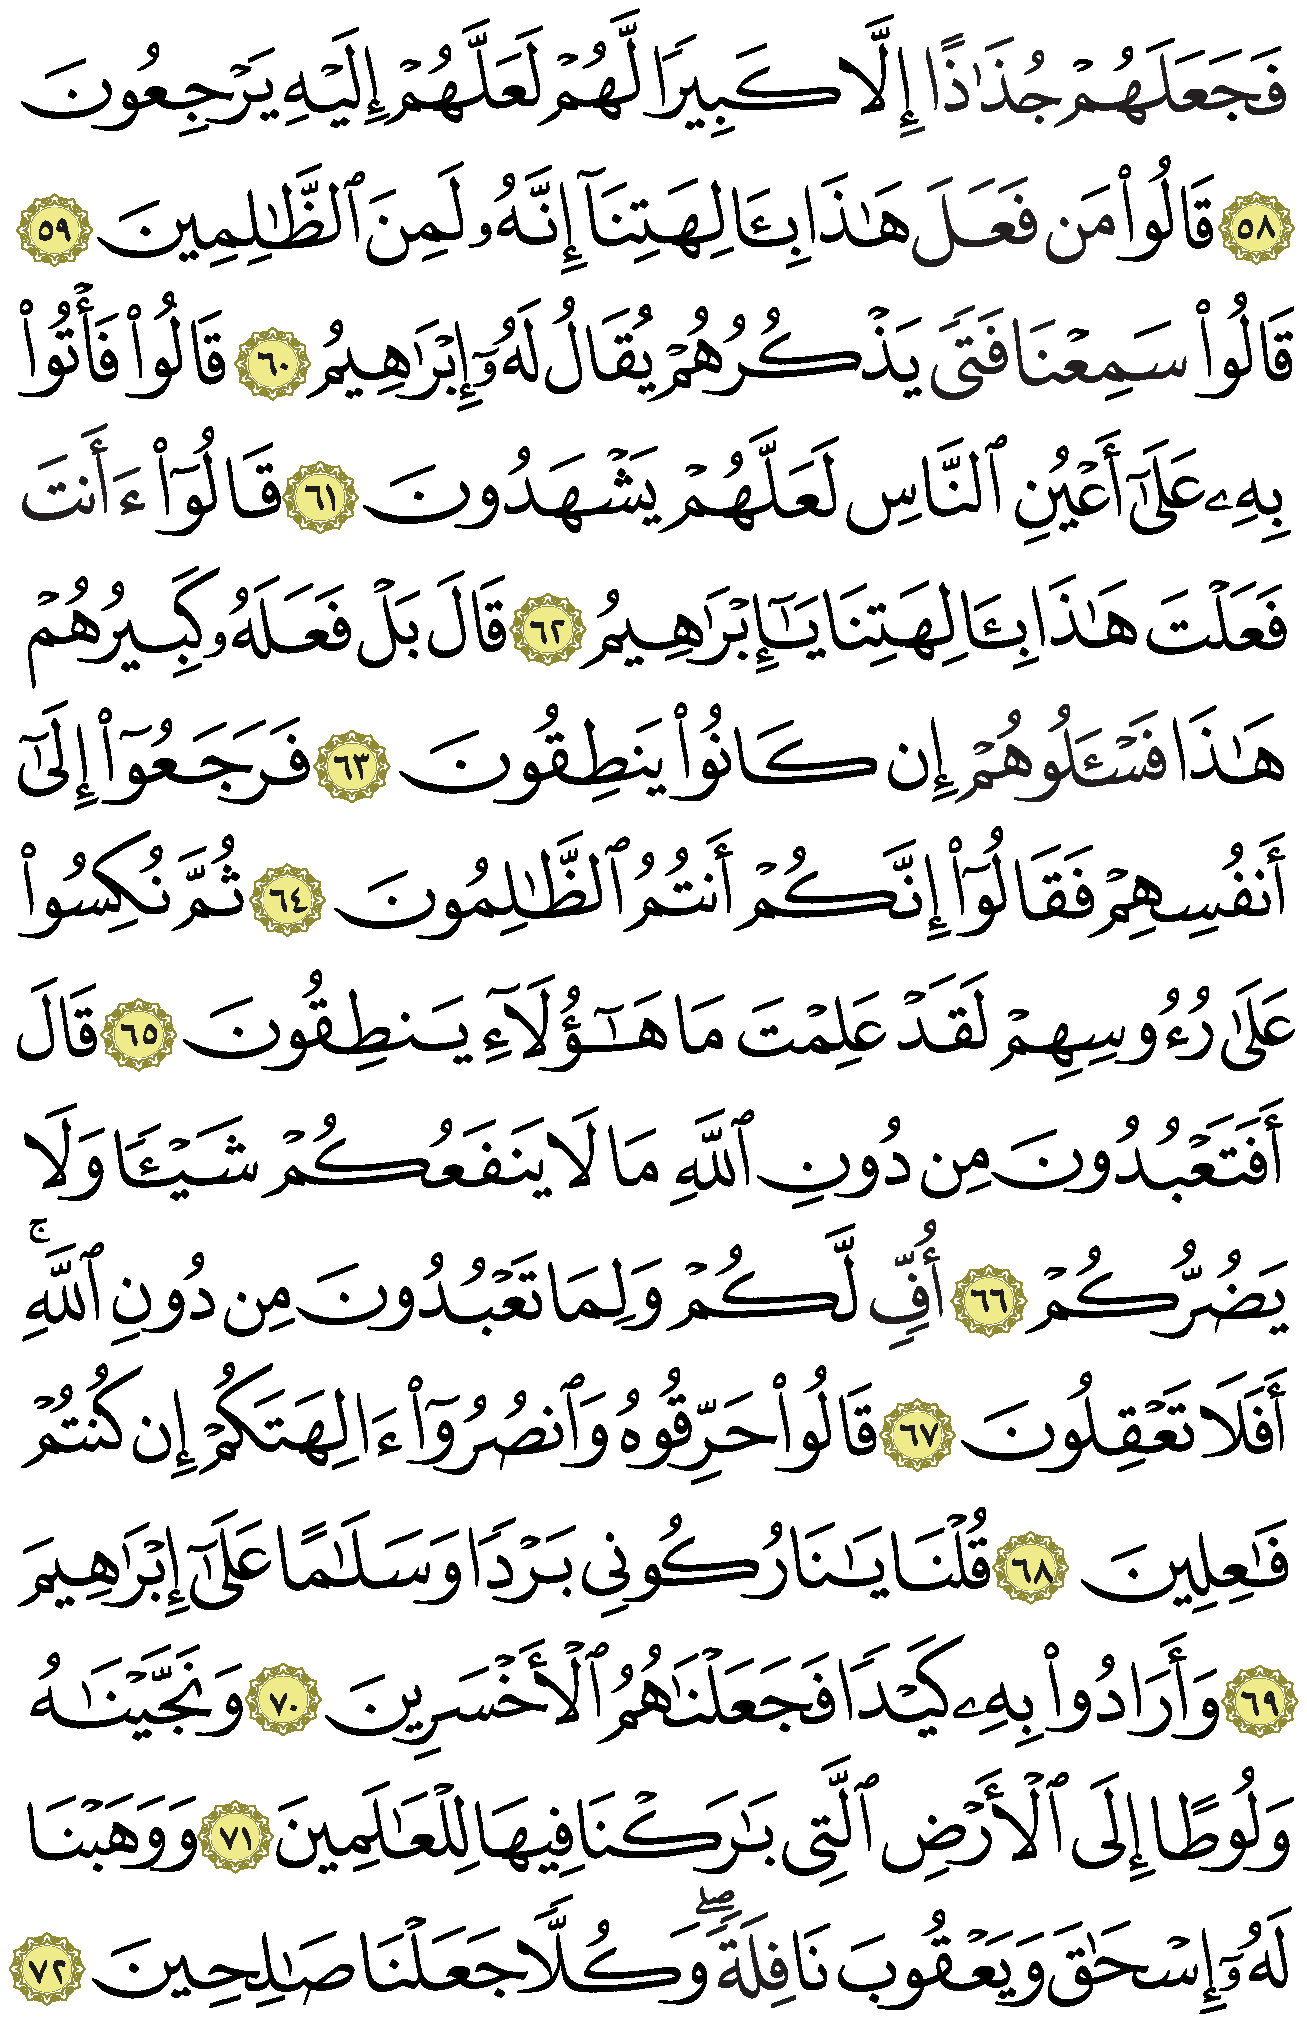 فَجَعَلَهُمْ جُذَٰذًا إِلَّا كَبِيرًا لَّهُمْ لَعَلَّهُمْ إِلَيْهِ يَرْجِعُونَ
٥٨ قَالُوا۟ مَن فَعَلَ هَٰذَا بِـَٔالِهَتِنَآ إِنَّهُۥ لَمِنَ ٱلظَّٰلِمِينَ ٥٩
قَالُوا۟ سَمِعْنَا فَتًى يَذْكُرُهُمْ يُقَالُ لَهُۥٓ إِبْرَٰهِيمُ ٦٠ قَالُوا۟ فَأْتُوا۟
بِهِۦ عَلَىٰٓ أَعْيُنِ ٱلنَّاسِ لَعَلَّهُمْ يَشْهَدُونَ ٦١ قَالُوٓا۟ ءَأَنتَ
فَعَلْتَ هَٰذَا بِـَٔالِهَتِنَا يَٰٓإِبْرَٰهِيمُ ٦٢ قَالَ بَلْ فَعَلَهُۥ كَبِيرُهُمْ
هَٰذَا فَسْـَٔلُوهُمْ إِن كَانُوا۟ يَنطِقُونَ ٦٣ فَرَجَعُوٓا۟ إِلَىٰٓ
أَنفُسِهِمْ فَقَالُوٓا۟ إِنَّكُمْ أَنتُمُ ٱلظَّٰلِمُونَ ٦٤ ثُمَّ نُكِسُوا۟
عَلَىٰ رُءُوسِهِمْ لَقَدْ عَلِمْتَ مَا هَٰٓؤُلَآءِ يَنطِقُونَ ٦٥ قَالَ
أَفَتَعْبُدُونَ مِن دُونِ ٱللَّهِ مَا لَا يَنفَعُكُمْ شَيْـًٔا وَلَا
يَضُرُّكُمْ ٦٦ أُفٍّ لَّكُمْ وَلِمَا تَعْبُدُونَ مِن دُونِ ٱللَّهِ ۚ
أَفَلَا تَعْقِلُونَ ٦٧ قَالُوا۟ حَرِّقُوهُ وَٱنصُرُوٓا۟ ءَالِهَتَكُمْ إِن كُنتُمْ
فَٰعِلِينَ ٦٨ قُلْنَا يَٰنَارُ كُونِى بَرْدًا وَسَلَٰمًا عَلَىٰٓ إِبْرَٰهِيمَ
٦٩ وَأَرَادُوا۟ بِهِۦ كَيْدًا فَجَعَلْنَٰهُمُ ٱلْأَخْسَرِينَ ٧٠ وَنَجَّيْنَٰهُ
وَلُوطًا إِلَى ٱلْأَرْضِ ٱلَّتِى بَٰرَكْنَا فِيهَا لِلْعَٰلَمِينَ ٧١ وَوَهَبْنَا
لَهُۥٓ إِسْحَٰقَ وَيَعْقُوبَ نَافِلَةً ۖ وَكُلًّا جَعَلْنَا صَٰلِحِينَ ٧٢